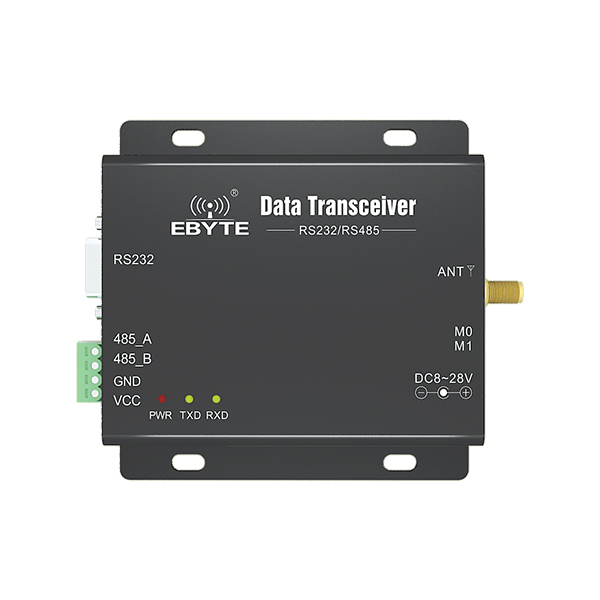 EBYTE
®
Data Transceiver
RS232/RS485
RS232
ANT
M0
M1
485_A
485_B
GND
VCC
DC8~28V
PWR TXD RXD